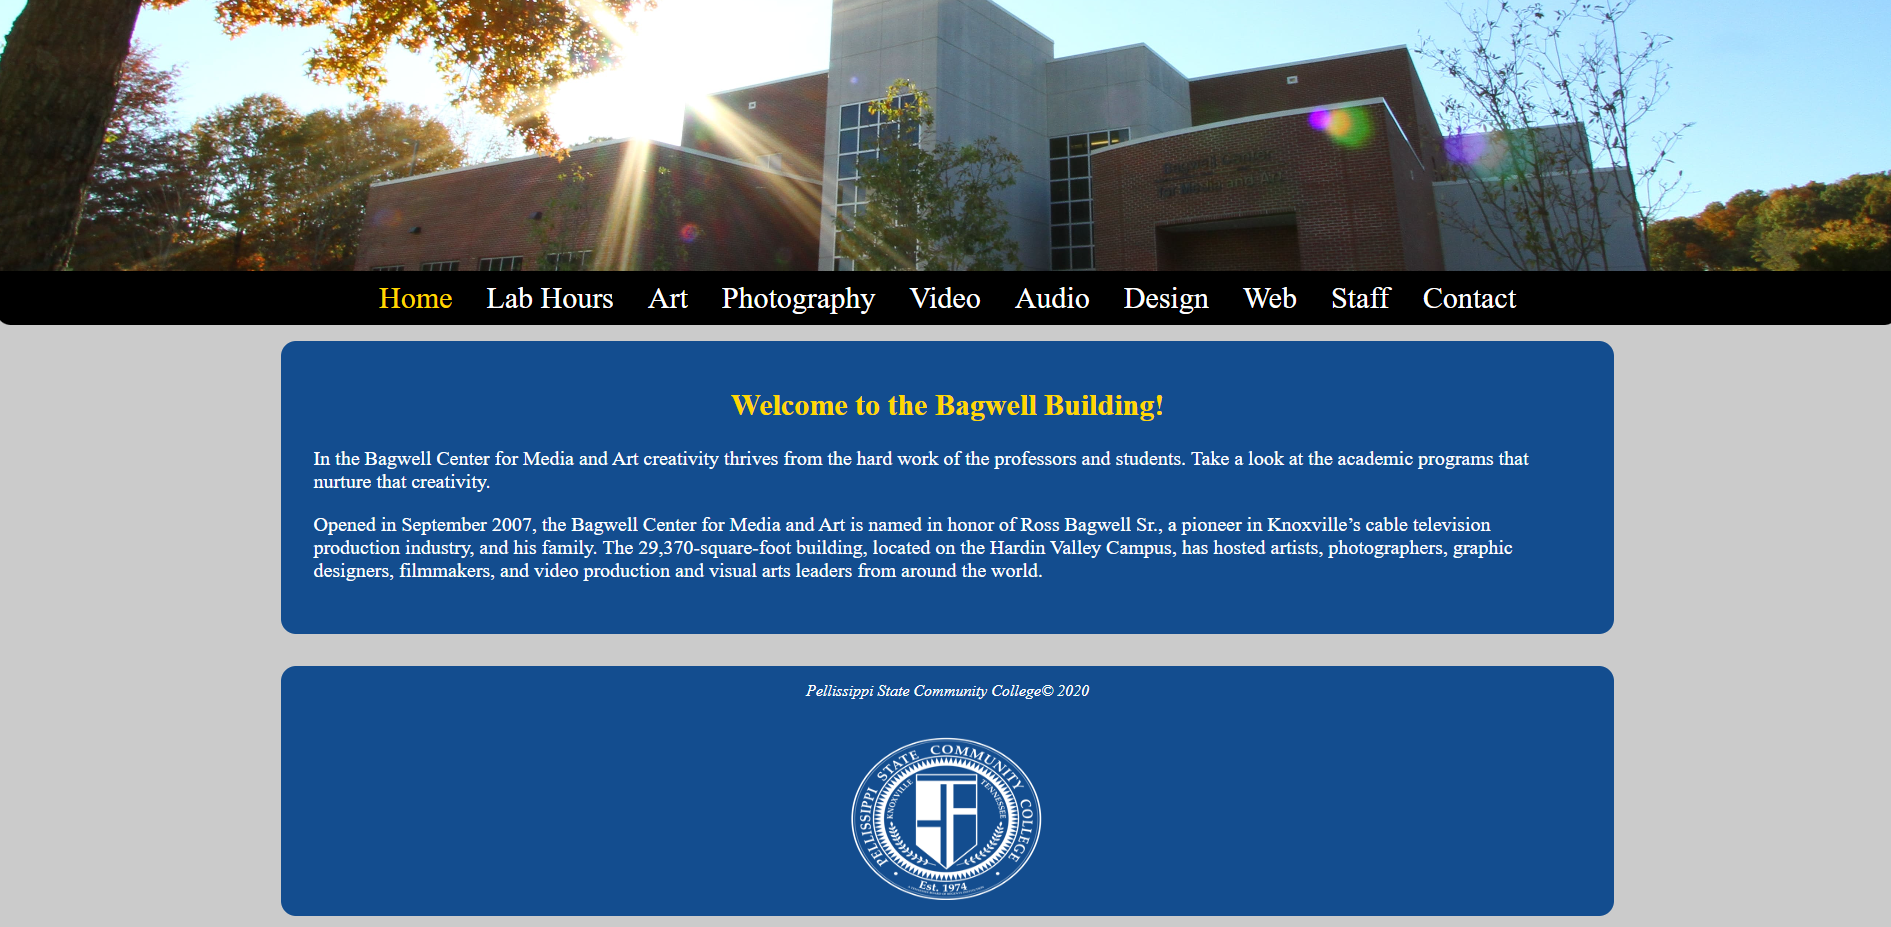 Bagwell Center
for Media and Art
Home Lab Hours Art Photography Video Audio Design Web Staff Contact
Welcome to the Bagwell Building!
In the Bagwell Center for Media and Art creativity thrives from the hard work of the professors and students. Take a look at the academic programs that
nurture that creativity.
Opened in September 2007, the Bagwell Center for Media and Art is named in honor of Ross Bagwell Sr., a pioneer in Knoxville’s cable television
production industry, and his family. The 29,370-square-foot building, located on the Hardin Valley Campus, has hosted artists, photographers, graphic
designers, filmmakers, and video production and visual arts leaders from around the world.
Pellissippi State Community College© 2020
PELLISSIPPI STATE COMMUNITY COLLEGE
KNOXVILLE TENNESSEE
Est. 1974